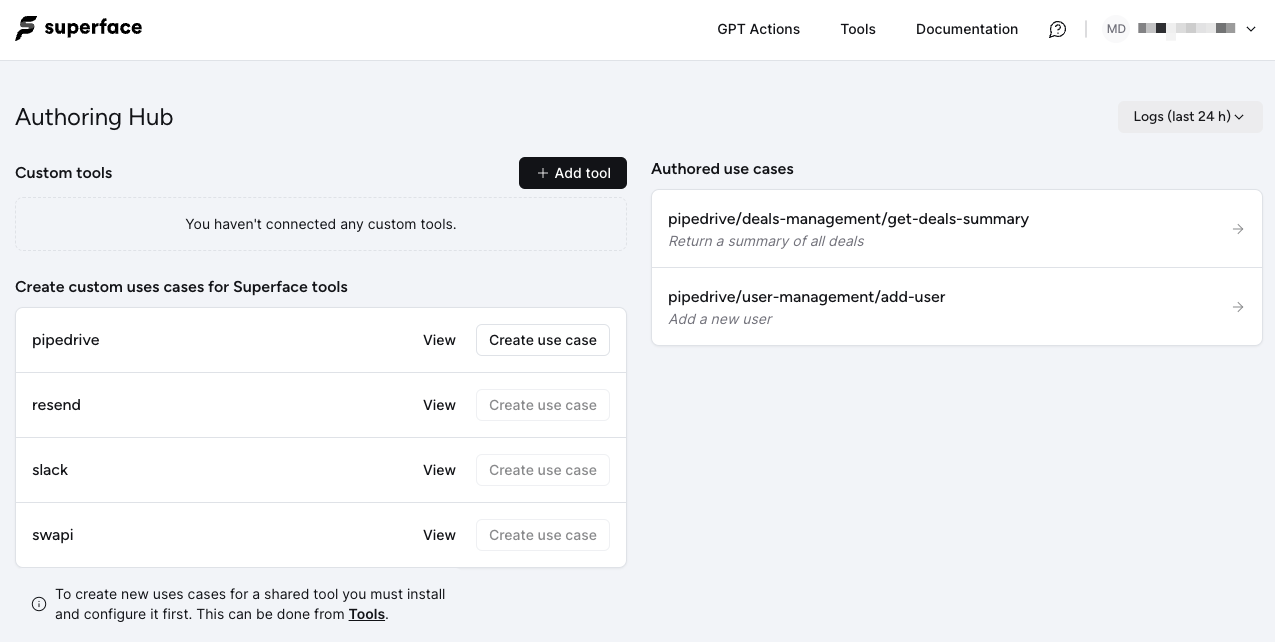 superface
GPT Actions
Tools
Documentation
MD
Authoring Hub
Logs (last 24 h)
Custom tools
+ Add tool
You haven't connected any custom tools.
Create custom uses cases for Superface tools
pipedrive
View
Create use case
resend
View
Create use case
slack
View
Create use case
swapi
View
Create use case
To create new uses cases for a shared tool you must install
and configure it first. This can be done from Tools.
Authored use cases
pipedrive/deals-management/get-deals-summary
Return a summary of all deals
pipedrive/user-management/add-user
Add a new user